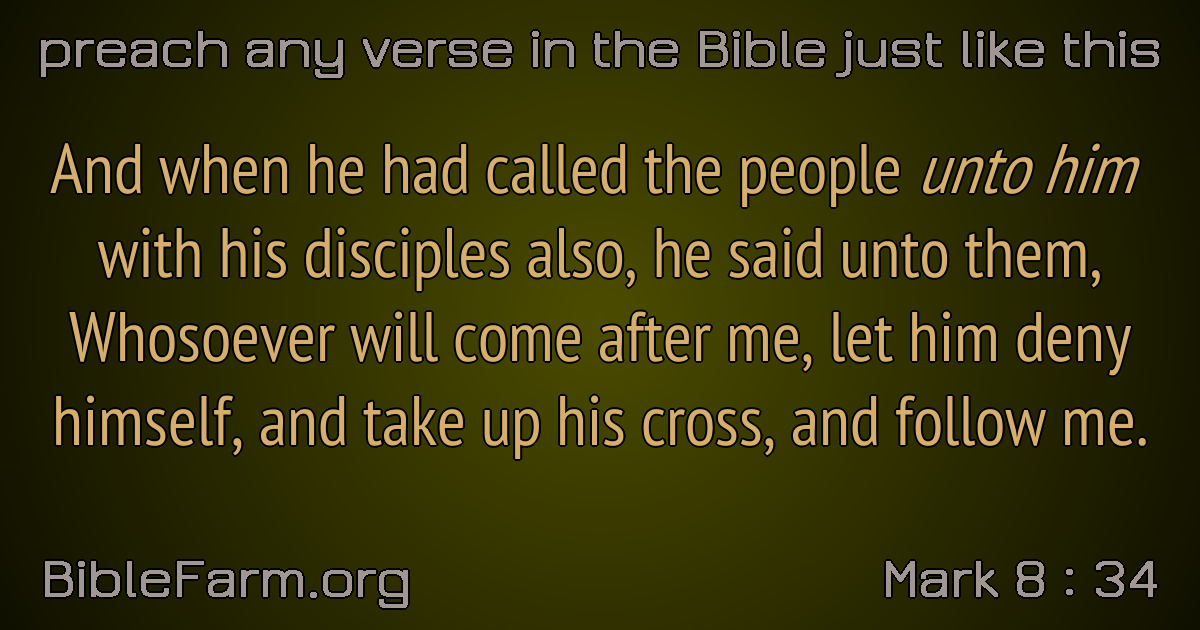 preach any verse in the Bible just like this
And when he had called the people unto him
with his disciples also, he said unto them,
Whosoever will come after me, let him deny
himself, and take up his cross, and follow me.
BibleFarm.org
Mark 8 : 34